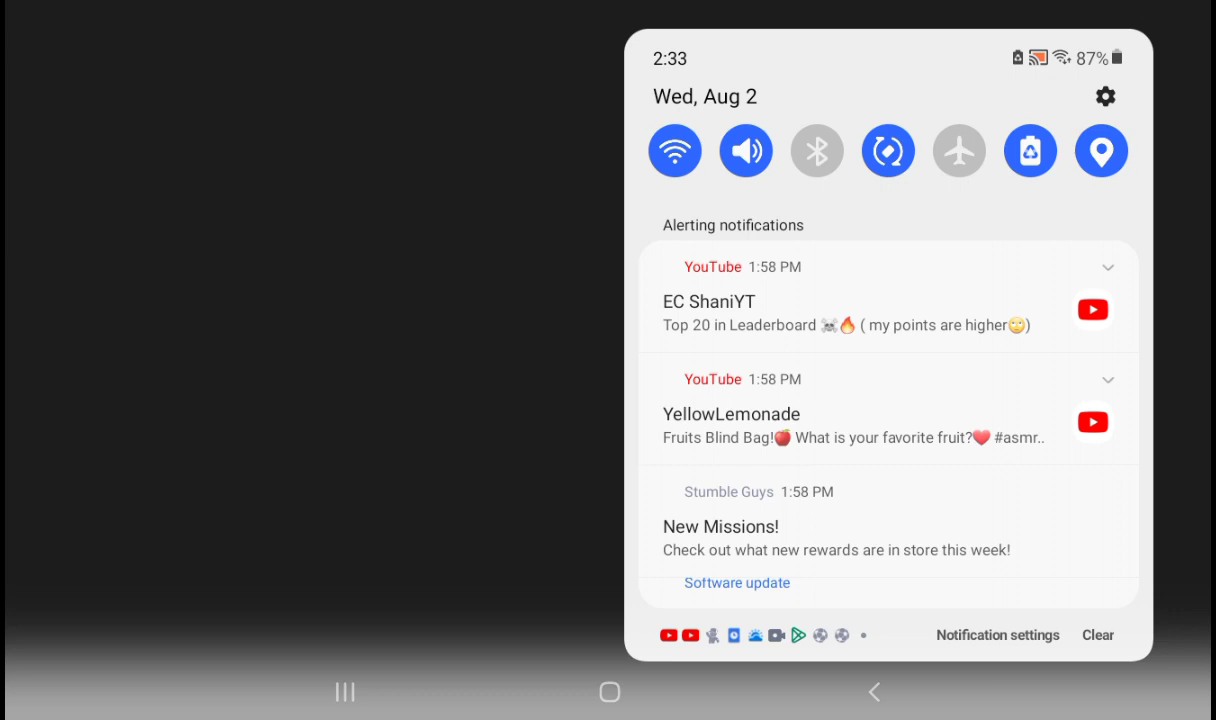 2:33
87%
Wed, Aug 2
Alerting notifications
YouTube 1:58 PM
EC ShaniYT
Top 20 in Leaderboard ☠️🔥 ( my points are higher🙄)
YouTube 1:58 PM
YellowLemonade
Fruits Blind Bag!🍎 What is your favorite fruit?❤️ #asmr..
Stumble Guys 1:58 PM
New Missions!
Check out what new rewards are in store this week!
Software update
Notification settings Clear